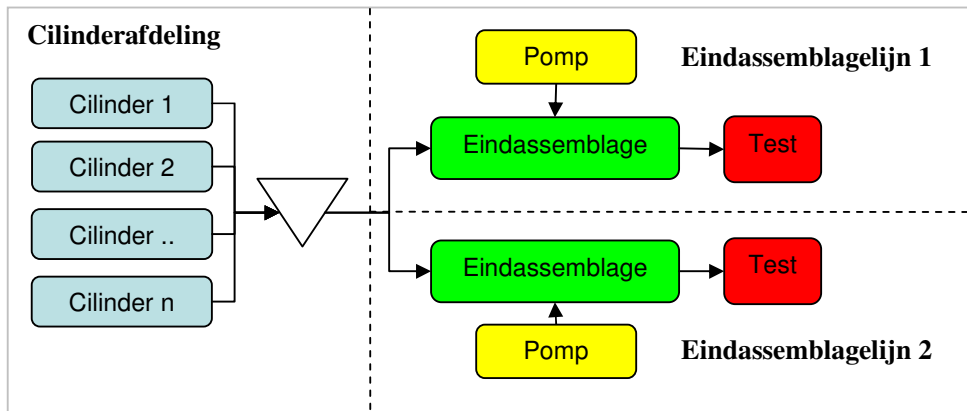 Cilinderafdeling
Cilinder 1
Cilinder 2
Cilinder ..
Cilinder n
Pomp
Eindassemblagelijn 1
Eindassemblage
Test
Eindassemblage
Test
Pomp
Eindassemblagelijn 2